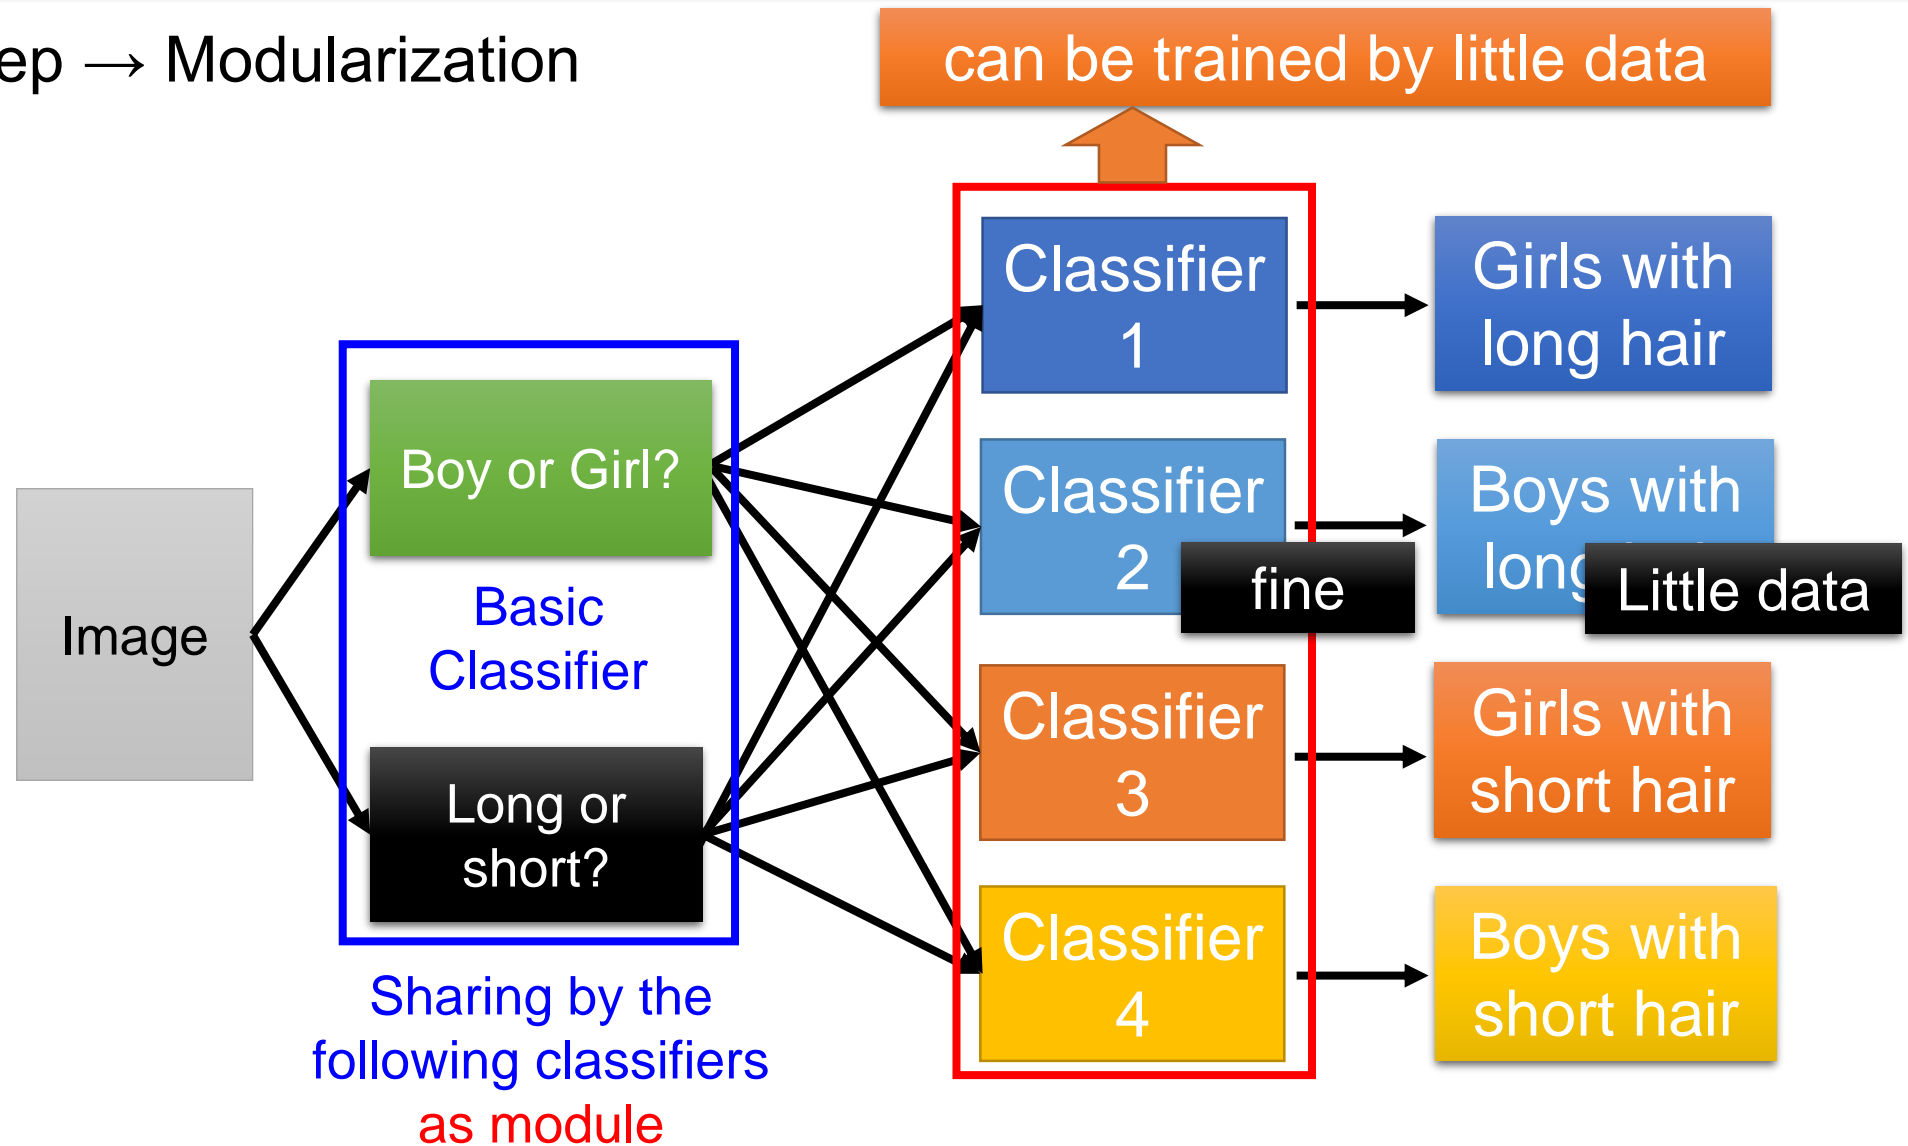 ep → Modularization
can be trained by little data
Image
Boy or Girl?
Basic
Classifier
Long or
short?
Sharing by the
following classifiers
as module
Classifier
1
Classifier
2
fine
Classifier
3
Classifier
4
Girls with
long hair
Boys with
long
Little data
Girls with
short hair
Boys with
short hair